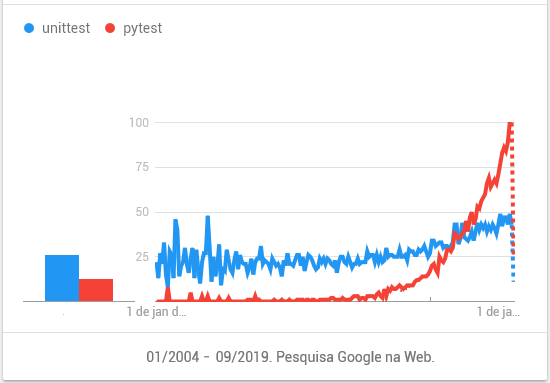 unittest pytest
100
75
50
25
1 de jan d... 1 de ja...
01/2004 - 09/2019. Pesquisa Google na Web.